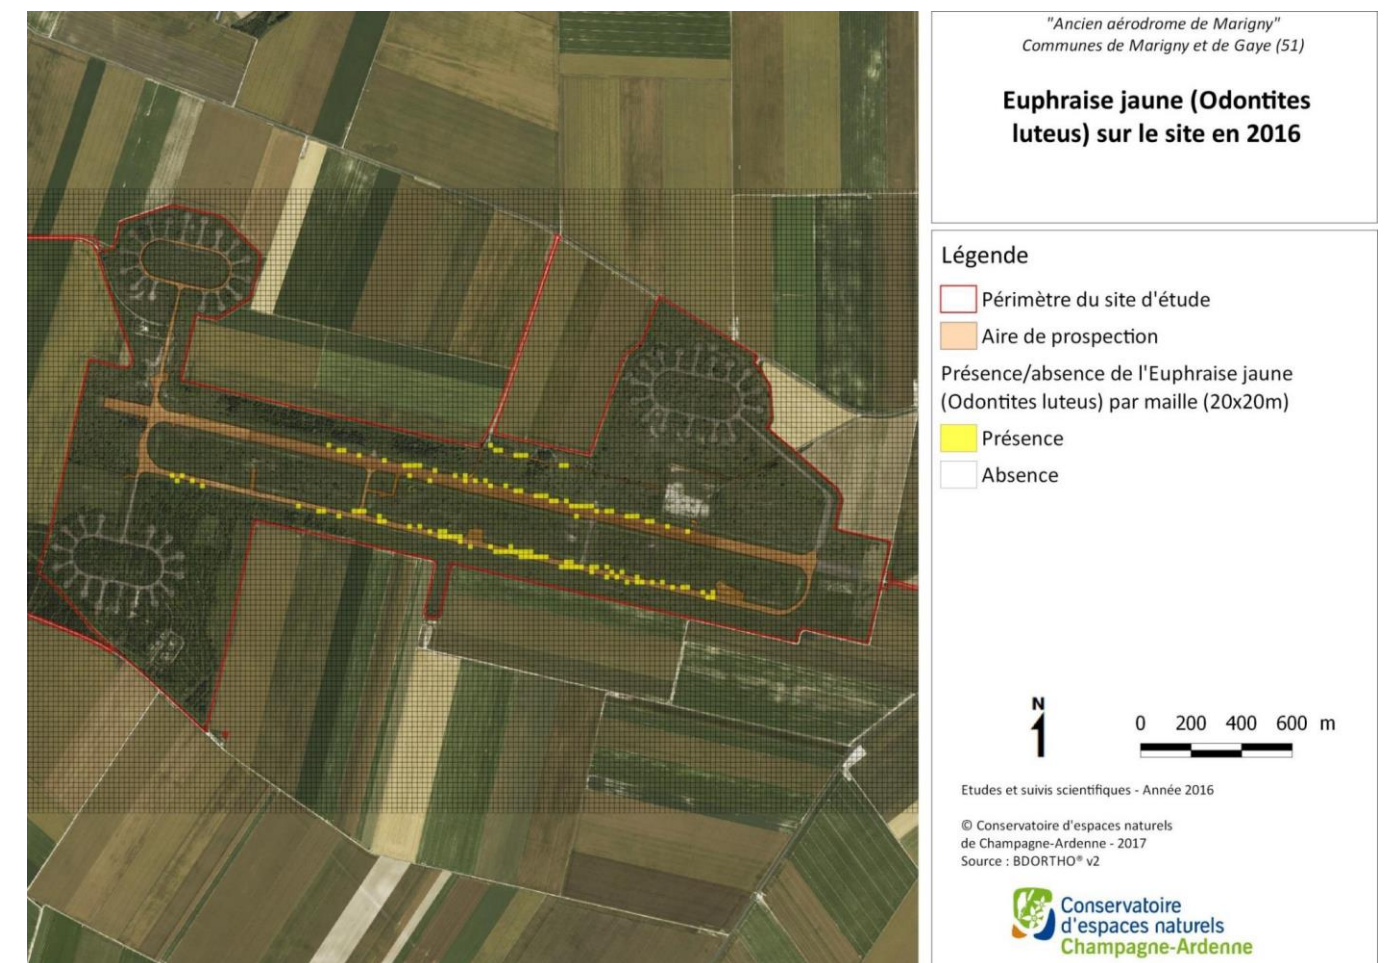 "Ancien aérodrome de Marigny"
Communes de Marigny et de Gaye (51)
Euphraise jaune (Odontites
luteus) sur le site en 2016
Légende
Périmètre du site d'étude
Aire de prospection
Présence/absence de l'Euphraise jaune
(Odontites luteus) par maille (20x20m)
Présence
Absence
N
0 200 400 600 m
Etudes et suivis scientifiques - Année 2016
© Conservatoire d'espaces naturels
de Champagne-Ardenne - 2017
Source : BDORTHO® v2
Conservatoire
d'espaces naturels
Champagne-Ardenne